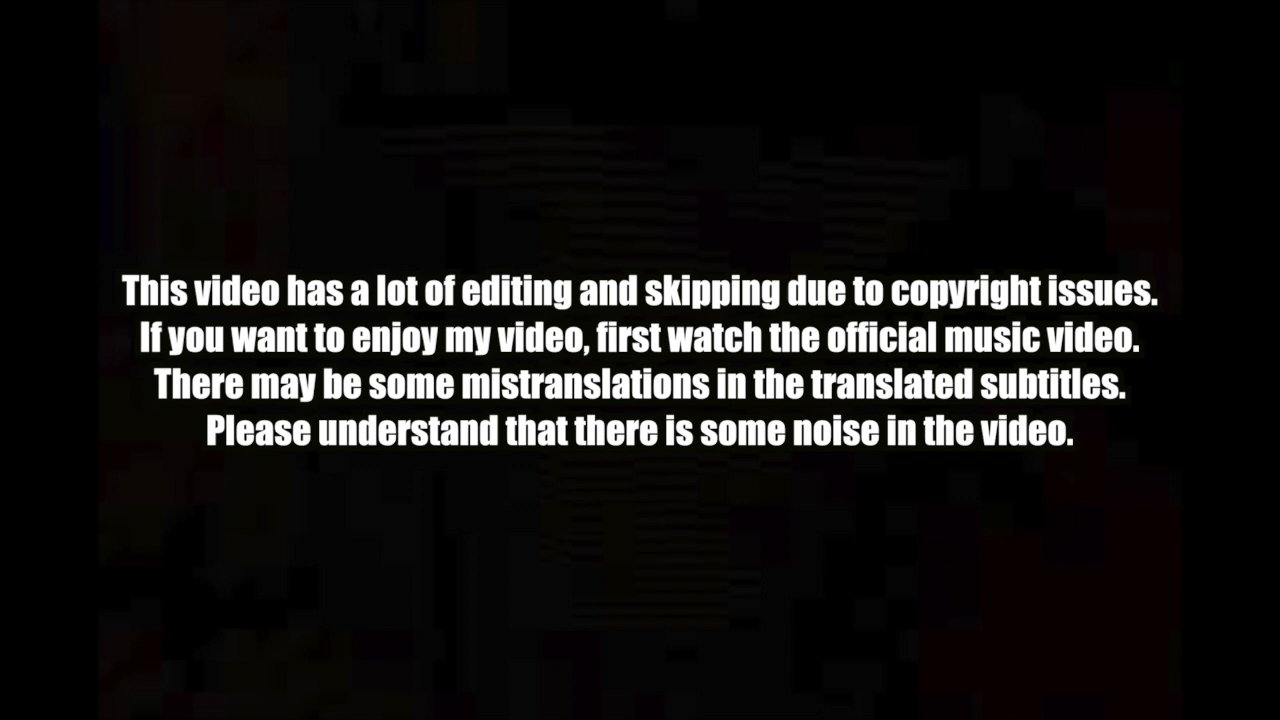 This video has a lot of editing and skipping due to copyright issues.
If you want to enjoy my video, first watch the official music video.
There may be some mistranslations in the translated subtitles.
Please understand that there is some noise in the video.